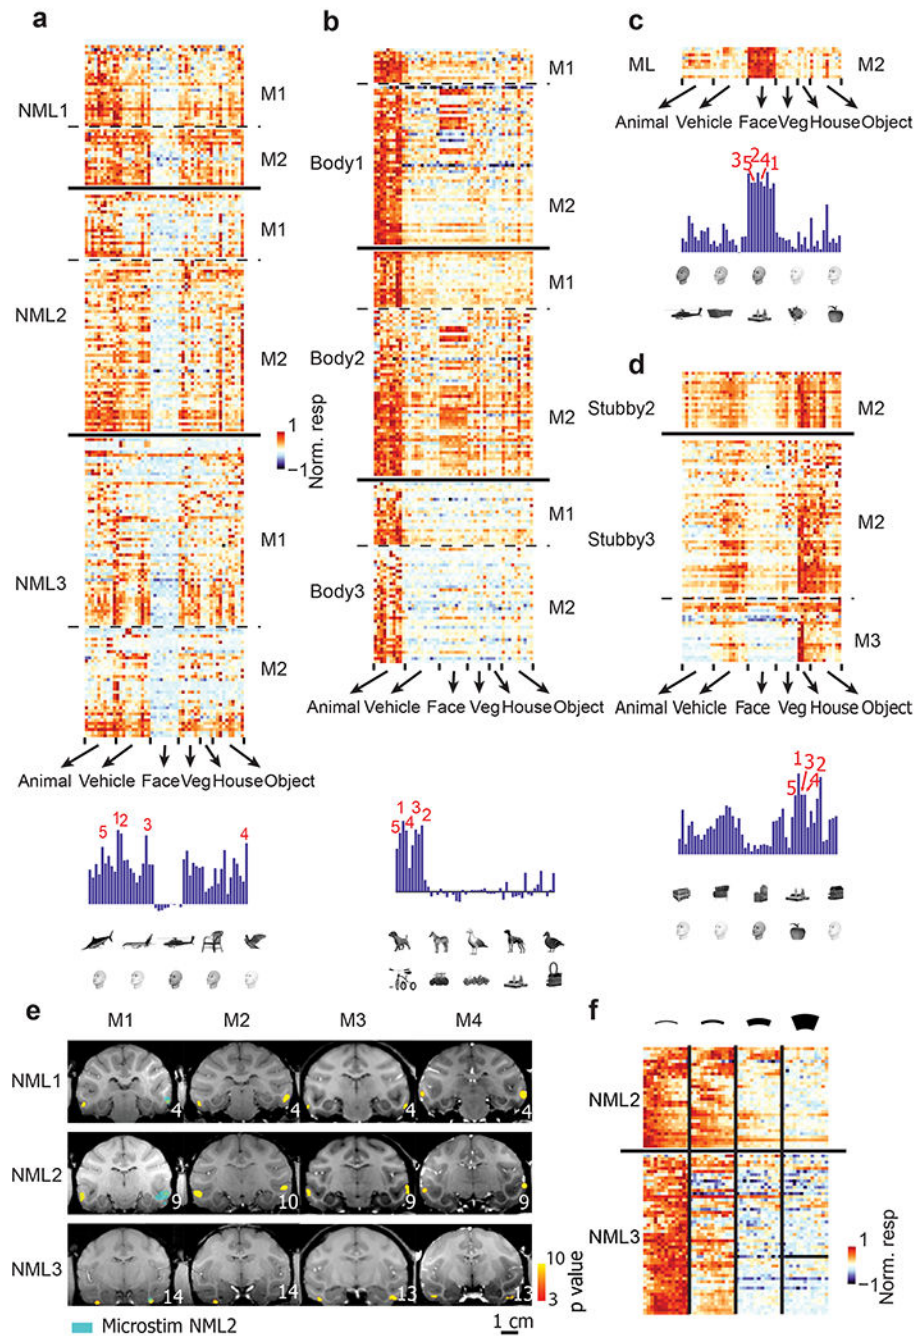 a
NML1
M1
M2
NML2
M1
M2
1
−1
Norm. resp
NML3
M1
M2
Animal Vehicle Face Veg House Object
5 1 2 3 4
b
M1
Body1
M2
M1
Body2
M2
M1
Body3
M2
Animal Vehicle Face Veg House Object
5 1 4 3 2
c
ML
M2
Animal Vehicle Face Veg House Object
3 5 2 4 1
d
Stubby2
M2
Stubby3
M2
M3
Animal Vehicle Face Veg House Object
5 1 3 4 2
e
M1 M2 M3 M4
NML1
4 4 4 4
NML2
9 10 9 9
NML3
14 14 13 13
10
3
p value
Microstim NML2
1 cm
f
NML2
NML3
1
−1
Norm. resp